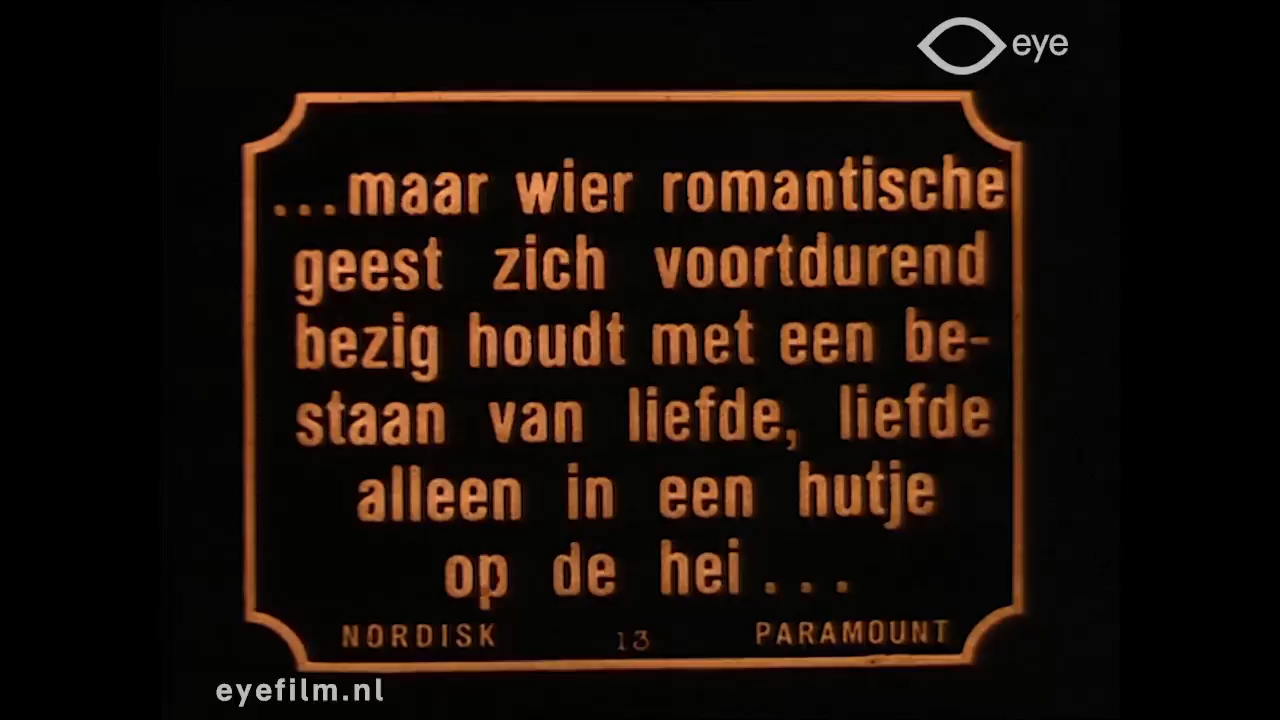 eye
...maar wier romantische
geest zich voortdurend
bezig houdt met een be-
staan van liefde, liefde
alleen in een hutje
op de hei...
NORDISK 13 PARAMOUNT
eyefilm.nl